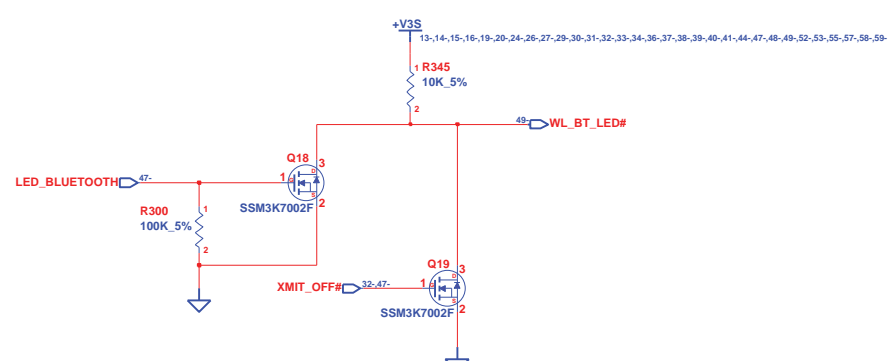 +V3S
13-,14-,15-,16-,19-,20-,24-,26-,27-,29-,30-,31-,32-,33-,34-,36-,37-,38-,39-,40-,41-,44-,47-,48-,49-,52-,53-,55-,57-,58-,59-
1 R345
10K_5%
2
49- WL_BT_LED#
Q18
3
D
LED_BLUETOOTH 47-
1
G
S
2
SSM3K7002F
R300
1
100K_5%
2
Q19
3
D
XMIT_OFF# 32-,47-
1
G
S
2
SSM3K7002F